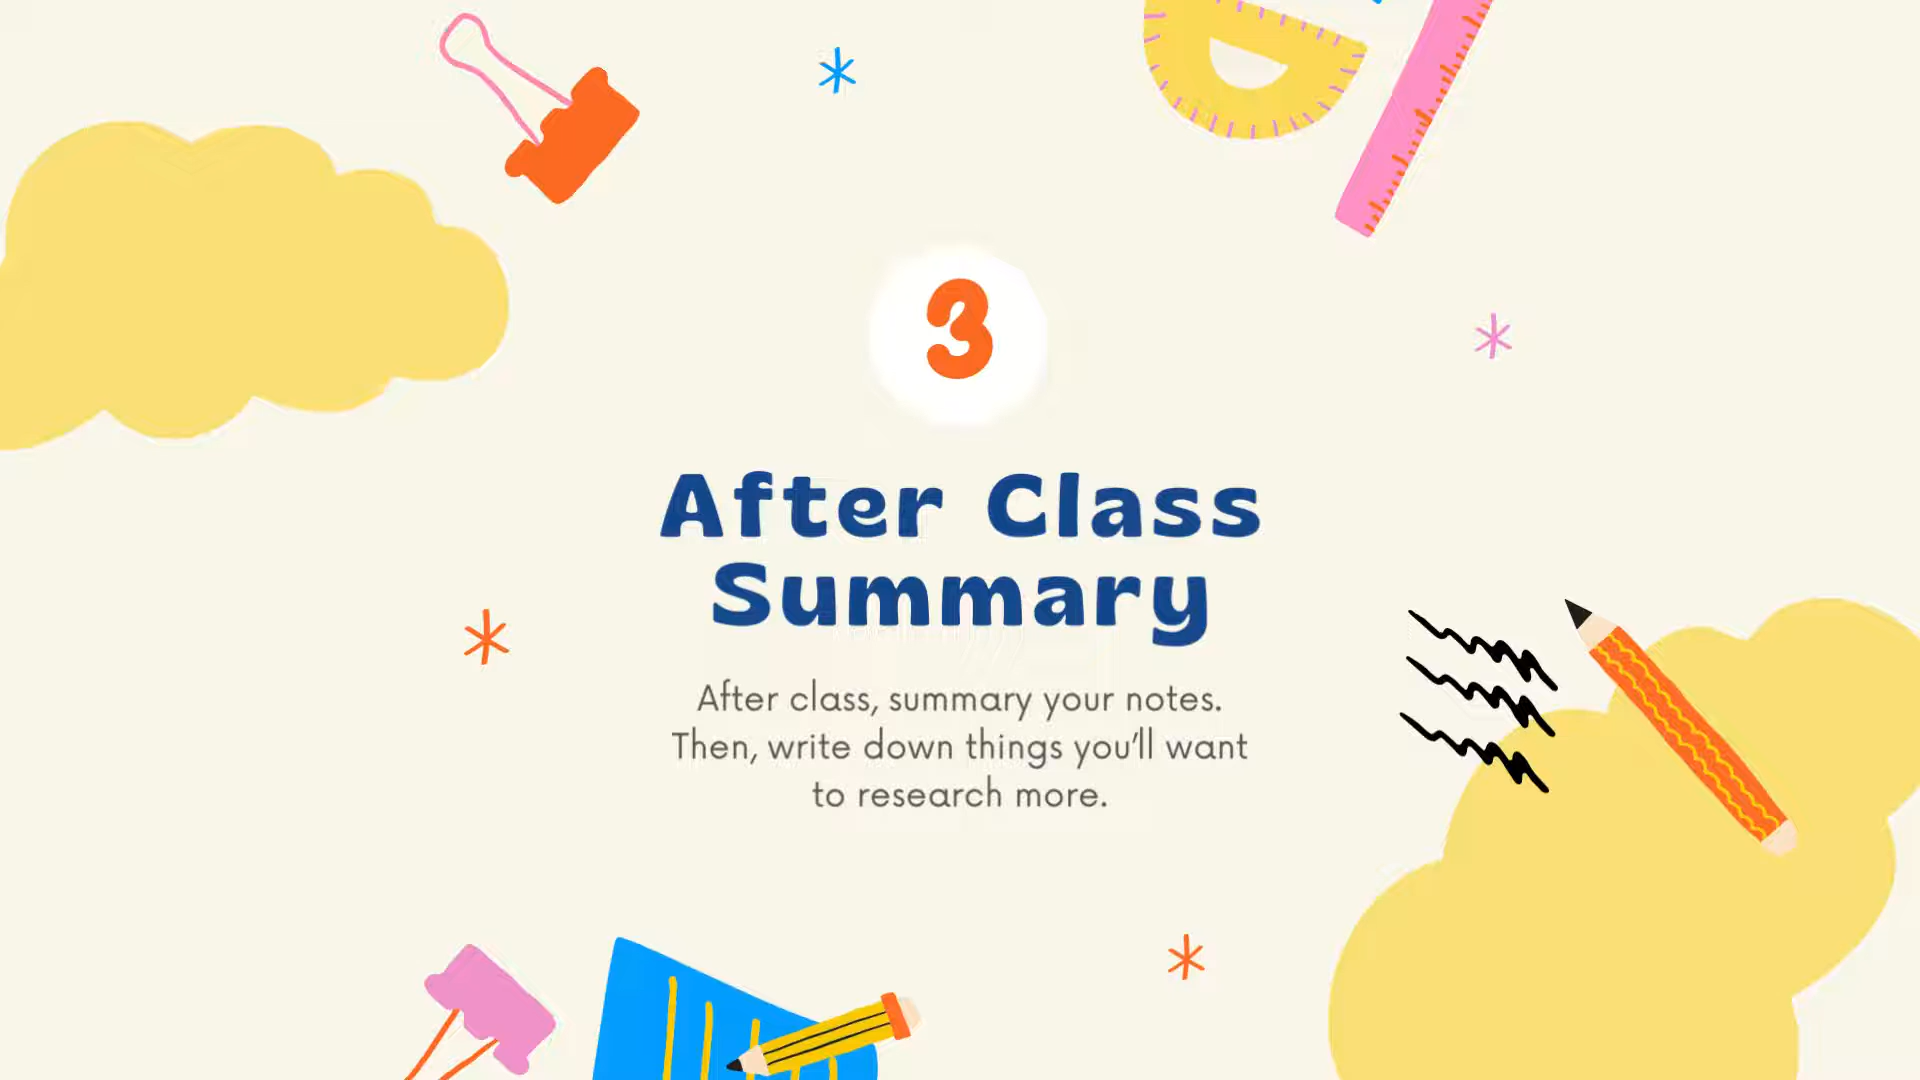 3
After Class
Summary
After class, summary your notes.
Then, write down things you'll want
to research more.